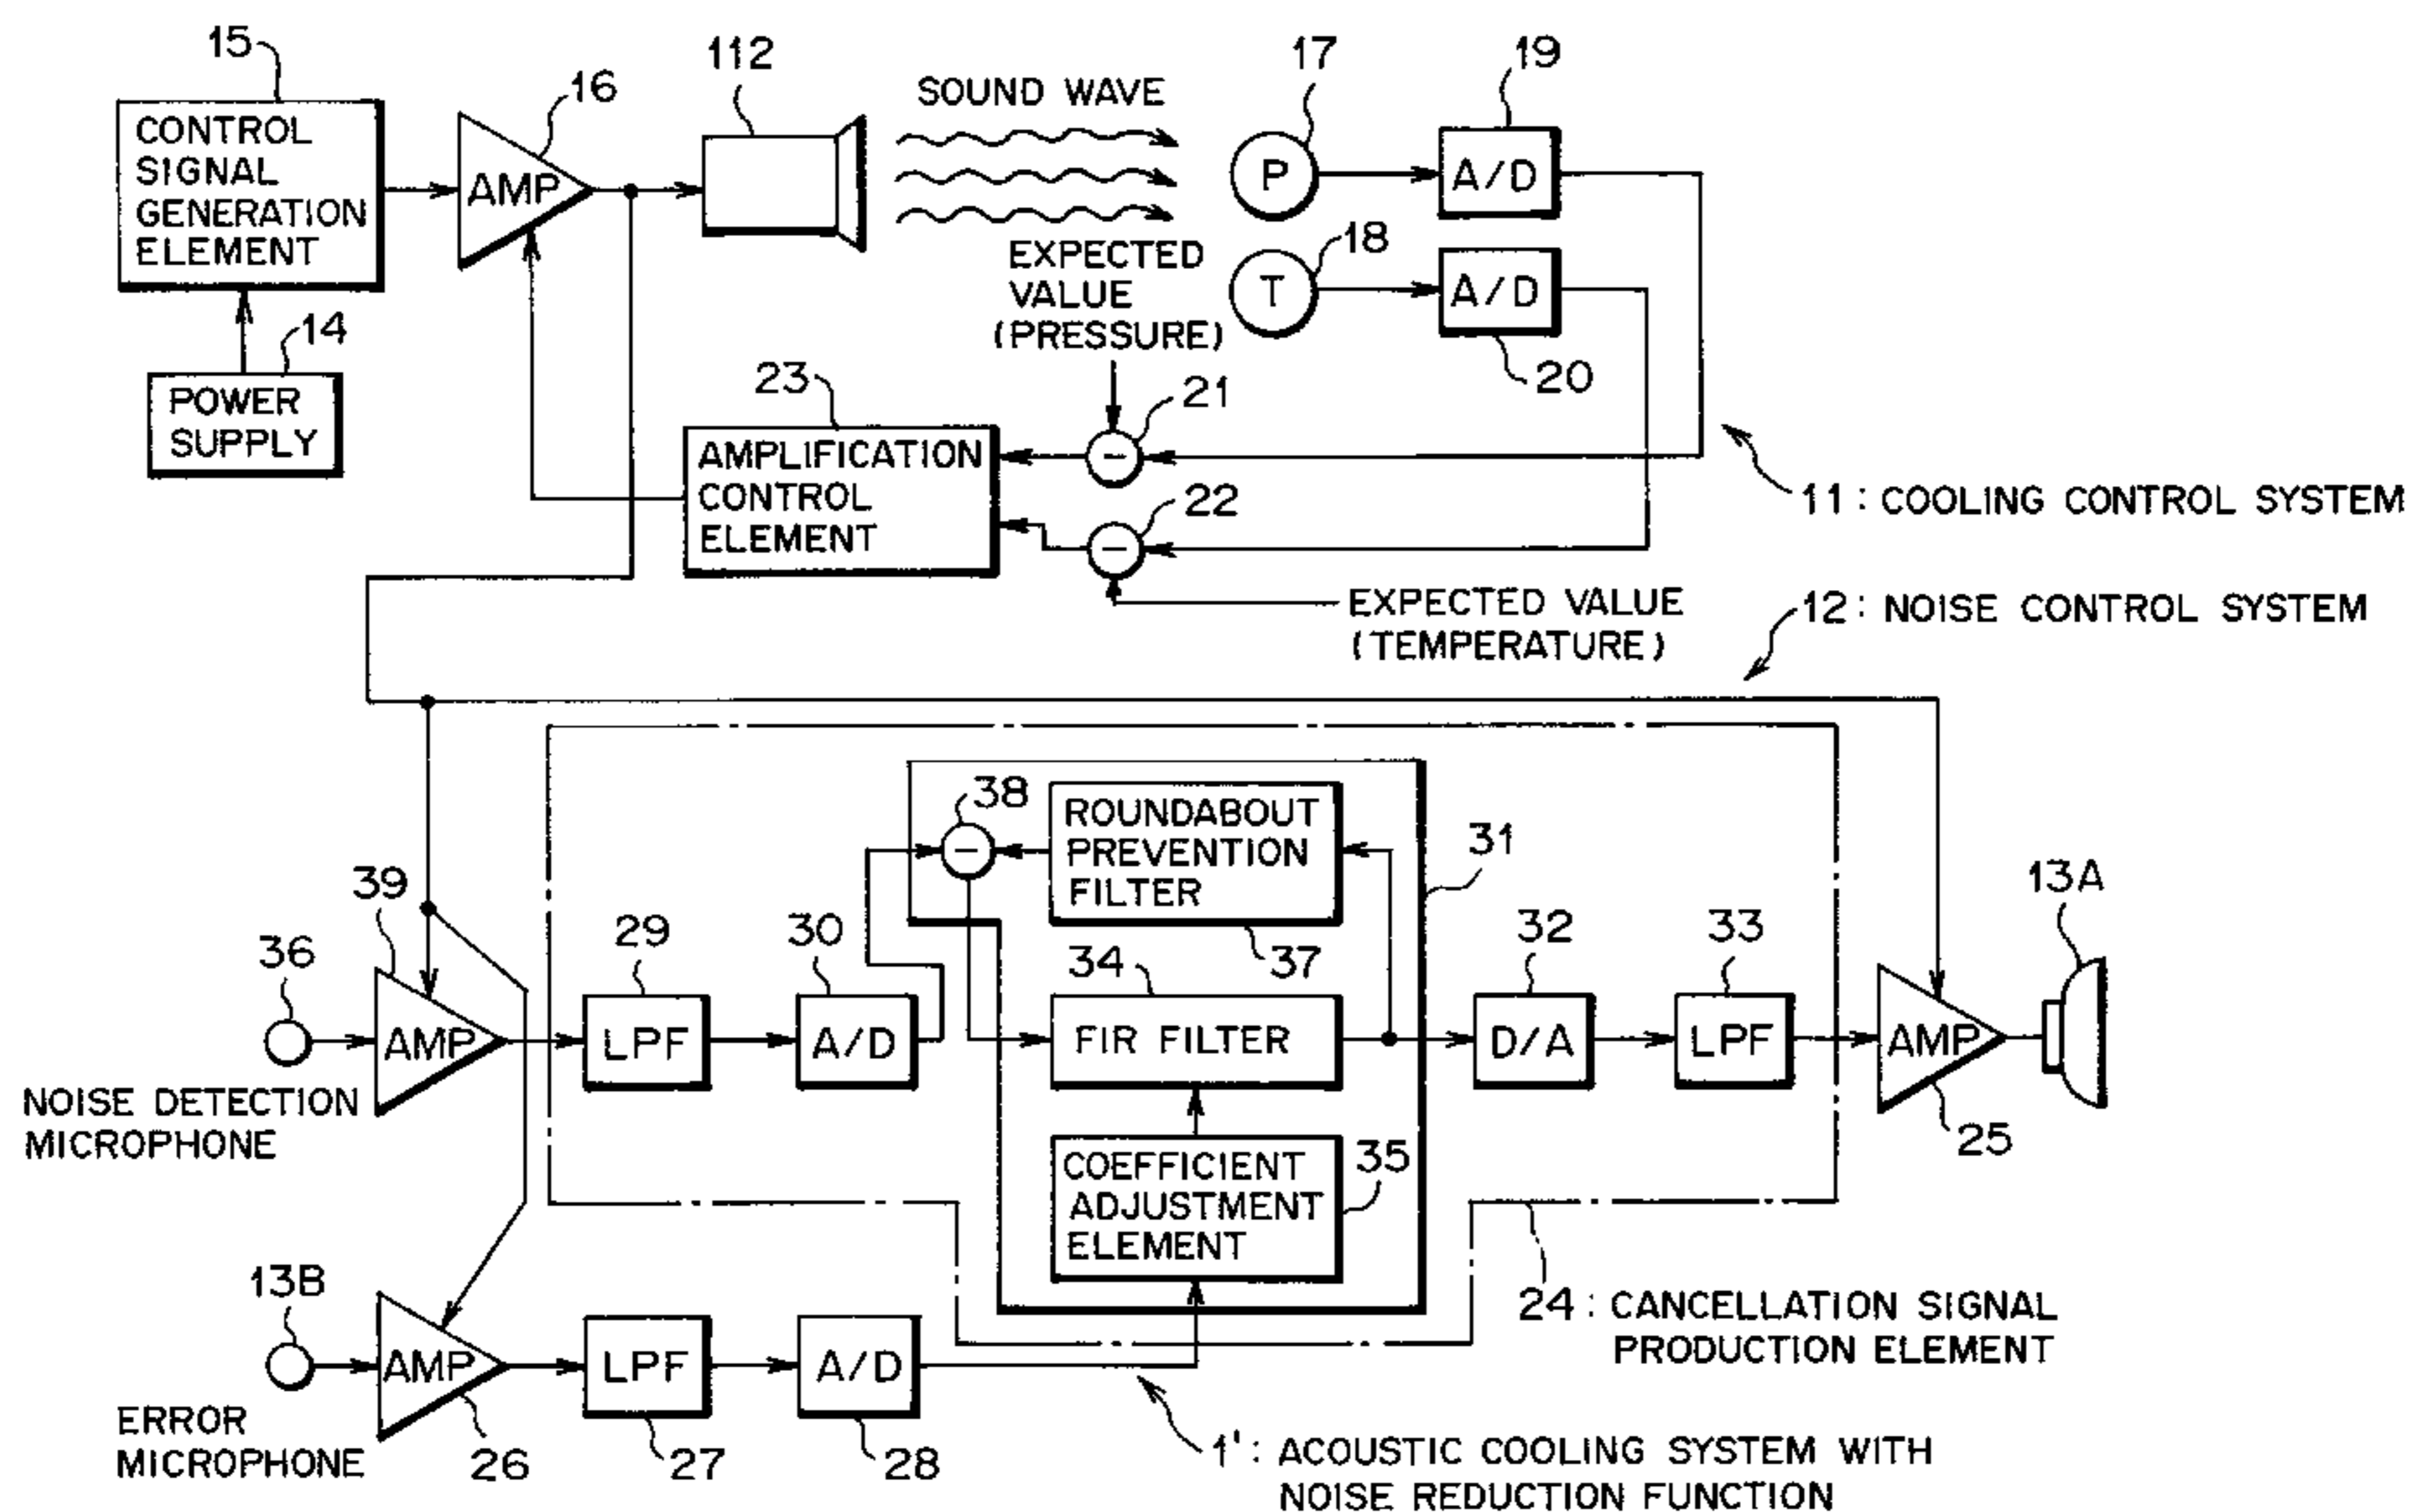 15
112
17
19
16
SOUND WAVE
CONTROL
SIGNAL
GENERATION
ELEMENT
AMP
P
A/D
18
T
A/D
EXPECTED
VALUE
(PRESSURE)
14
POWER
SUPPLY
23
21
20
AMPLIFICATION
CONTROL
ELEMENT
−
22
−
11: COOLING CONTROL SYSTEM
EXPECTED VALUE
(TEMPERATURE)
12: NOISE CONTROL SYSTEM
38
−
ROUNDABOUT
PREVENTION
FILTER
31
39
13A
36
29
30
34
37
32
33
AMP
LPF
A/D
FIR FILTER
D/A
LPF
AMP
25
NOISE DETECTION
MICROPHONE
COEFFICIENT
ADJUSTMENT
ELEMENT
35
13B
24: CANCELLATION SIGNAL
PRODUCTION ELEMENT
AMP
LPF
A/D
ERROR
MICROPHONE
26
27
28
1': ACOUSTIC COOLING SYSTEM WITH
NOISE REDUCTION FUNCTION